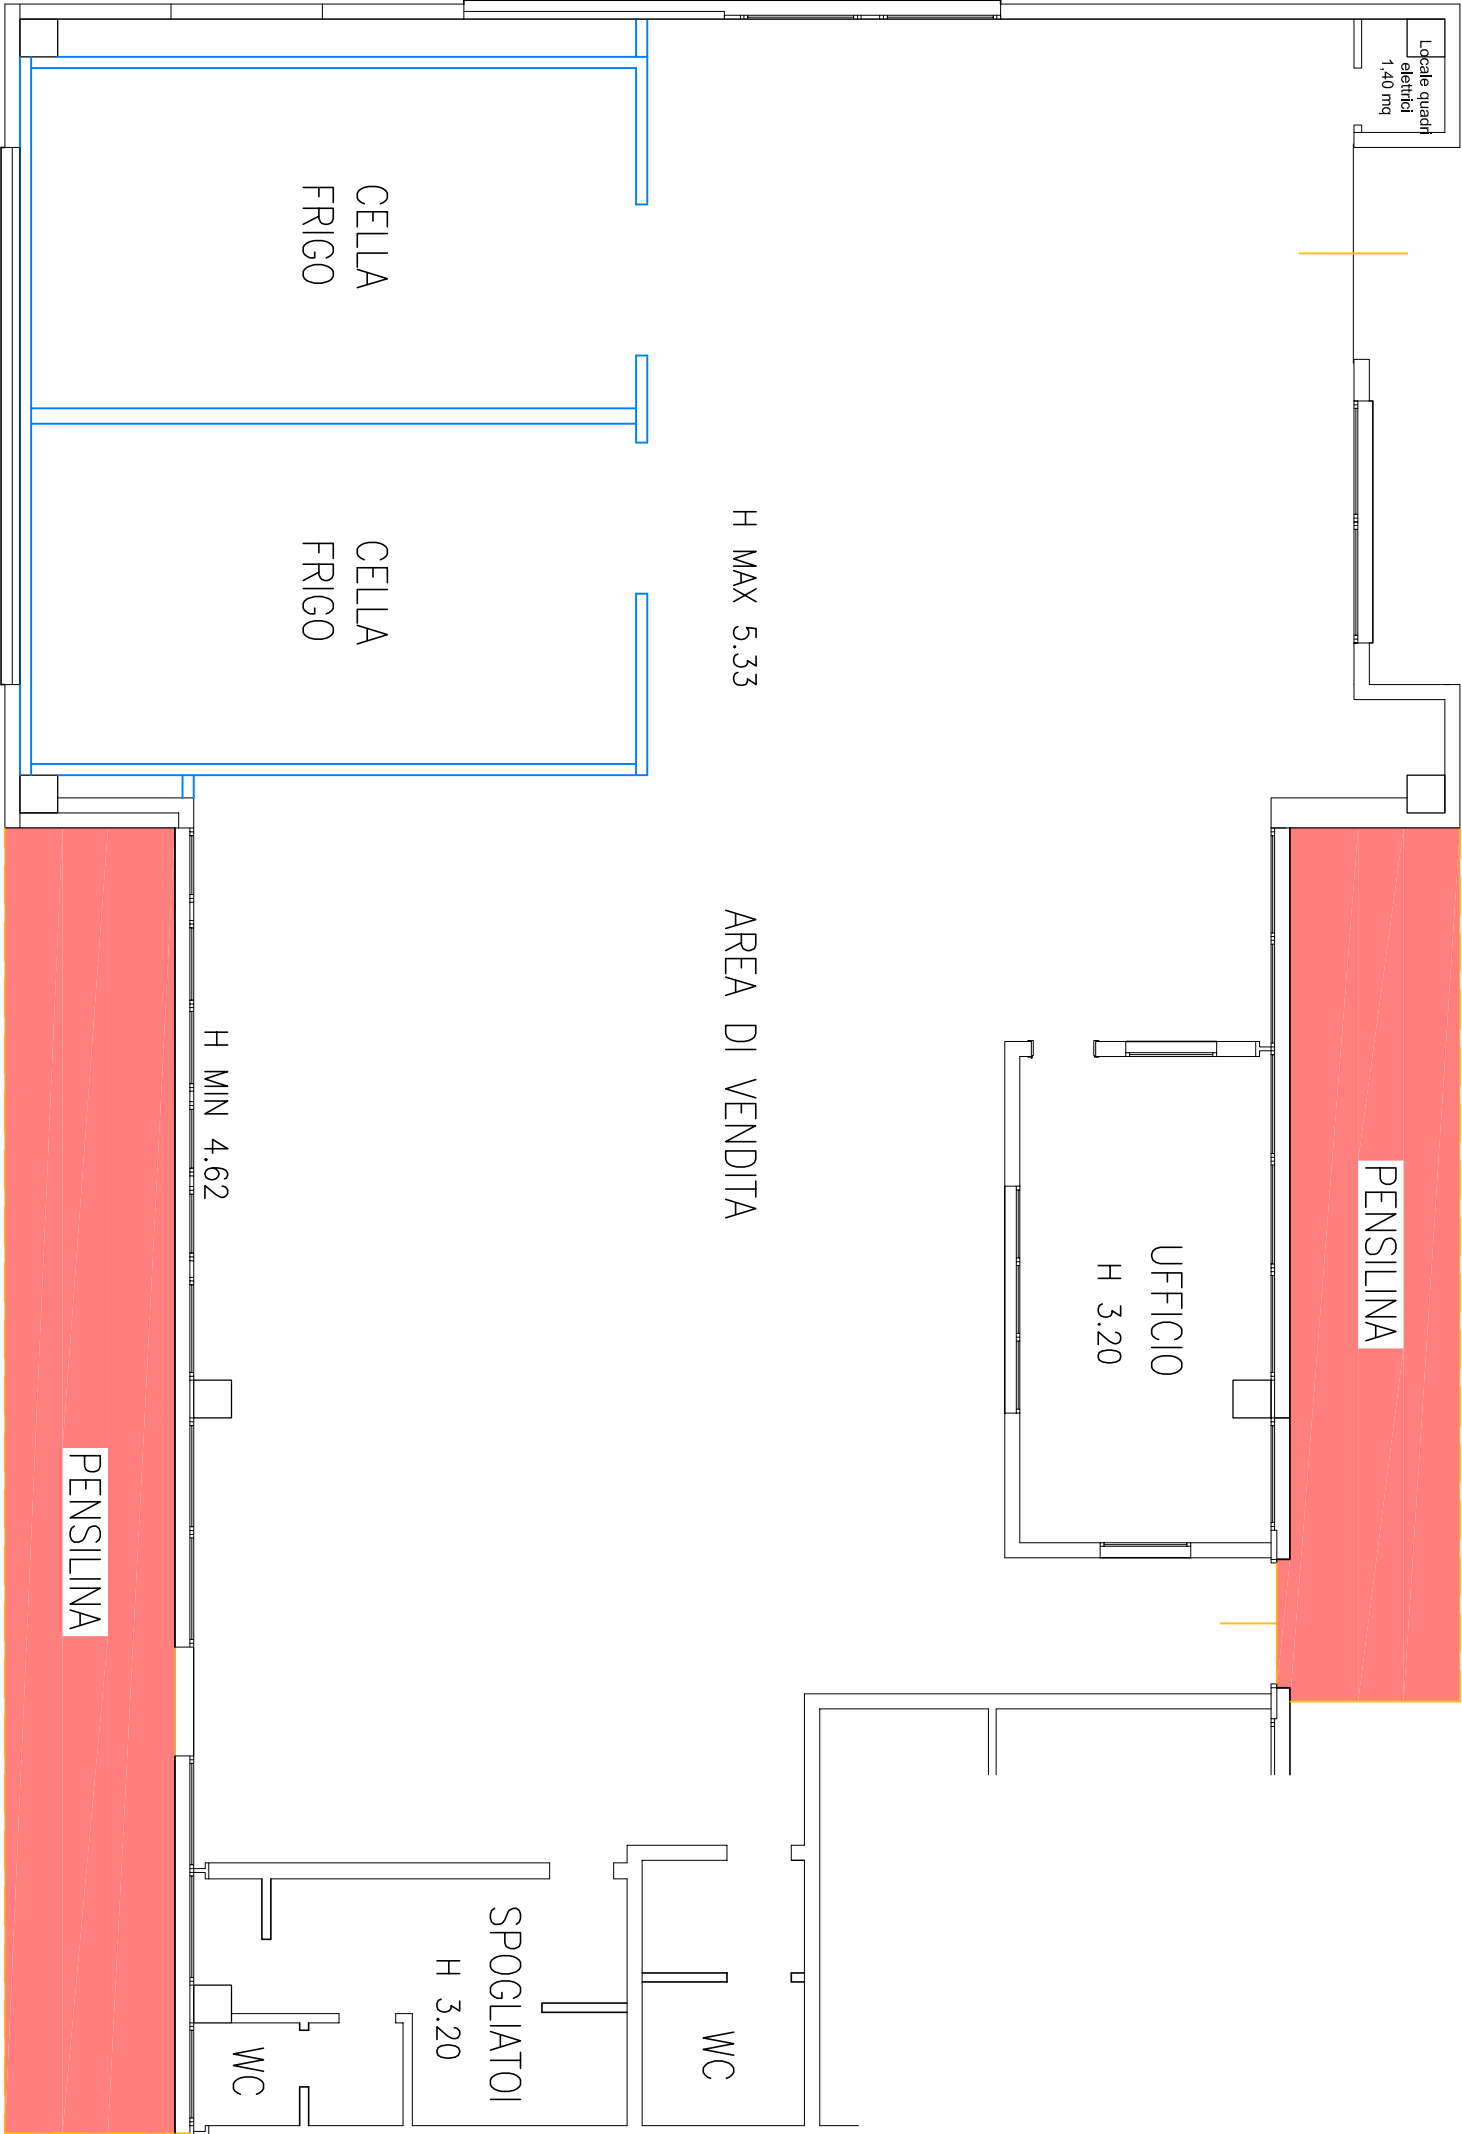 Locale quadri
elettrici
1,40 mq
CELLA
FRIGO
CELLA
FRIGO
H MAX 5.33
AREA DI VENDITA
H MIN 4.62
UFFICIO
H 3.20
PENSILINA
PENSILINA
SPOGLIATOI
H 3.20
WC
WC